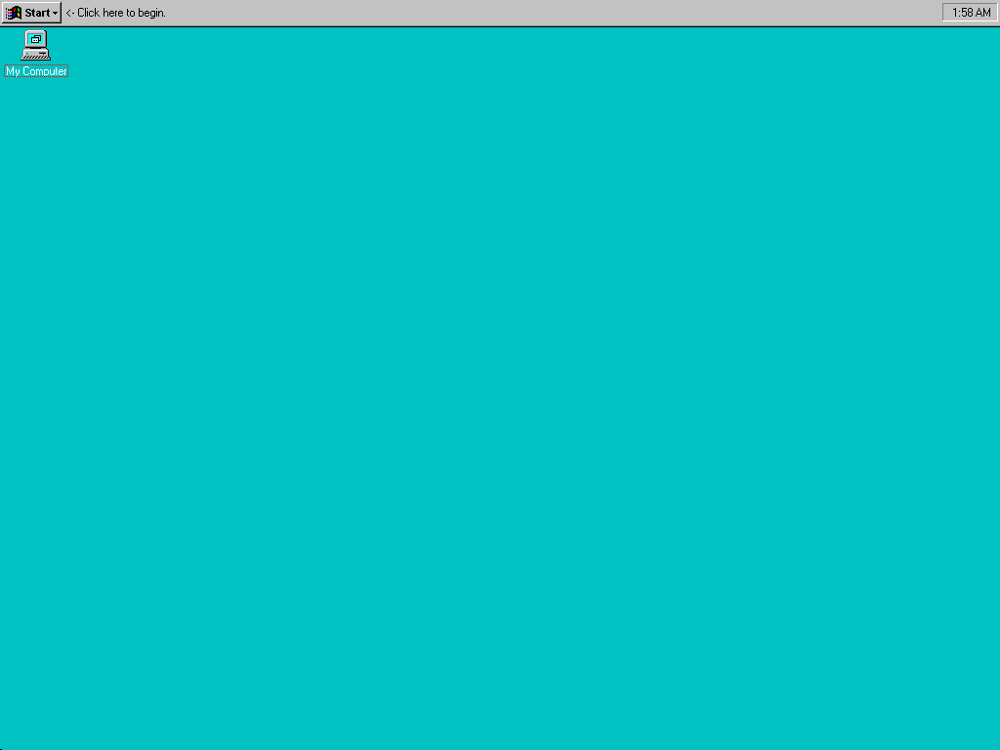 Start
<- Click here to begin.
1:58 AM
My Computer